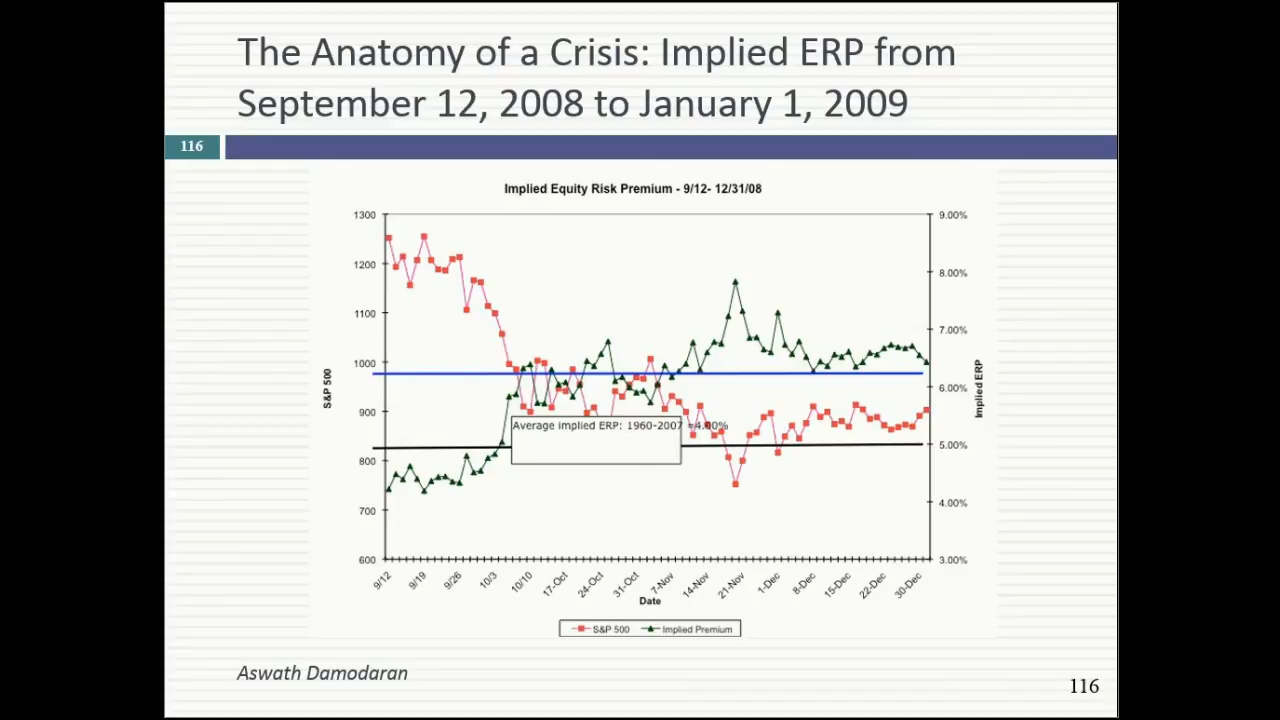 The Anatomy of a Crisis: Implied ERP from
September 12, 2008 to January 1, 2009
116
Implied Equity Risk Premium - 9/12- 12/31/08
1300
1200
1100
1000
900
800
700
600
S&P 500
9.00%
8.00%
7.00%
6.00%
5.00%
4.00%
3.00%
Implied ERP
Average implied ERP: 1960-2007 =4.00%
9/12
9/19
9/26
10/3
10/10
17-Oct
24-Oct
31-Oct
7-Nov
14-Nov
21-Nov
1-Dec
8-Dec
15-Dec
22-Dec
30-Dec
Date
S&P 500 Implied Premium
Aswath Damodaran
116